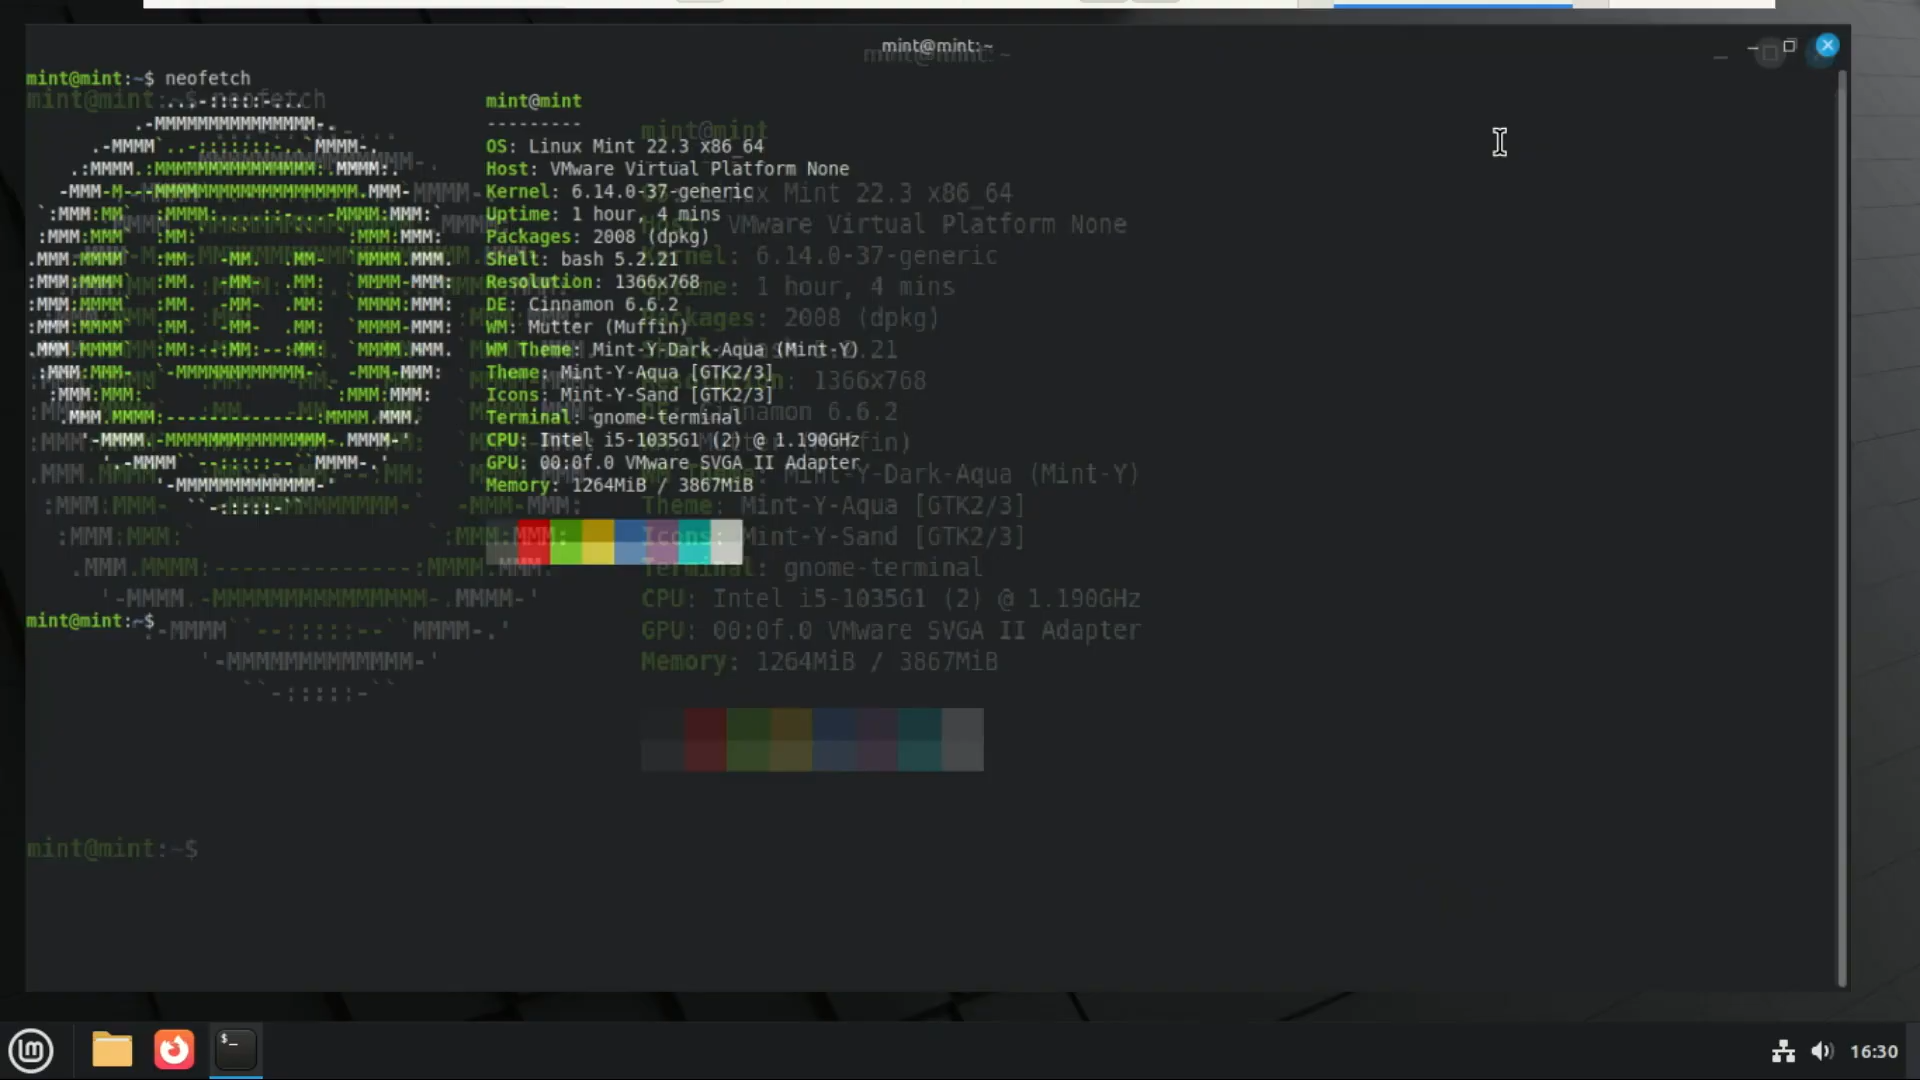 mint@mint: ~
mint@mint:~$ neofetch
mint@mint
---------
OS: Linux Mint 22.3 x86_64
Host: VMware Virtual Platform None
Kernel: 6.14.0-37-generic
Uptime: 1 hour, 4 mins
Packages: 2008 (dpkg)
Shell: bash 5.2.21
Resolution: 1366x768
DE: Cinnamon 6.6.2
WM: Mutter (Muffin)
WM Theme: Mint-Y-Dark-Aqua (Mint-Y)
Theme: Mint-Y-Aqua [GTK2/3]
Icons: Mint-Y-Sand [GTK2/3]
Terminal: gnome-terminal
CPU: Intel i5-1035G1 (2) @ 1.190GHz
GPU: 00:0f.0 VMware SVGA II Adapter
Memory: 1264MiB / 3867MiB
mint@mint:~$
mint@mint:~$
16:30